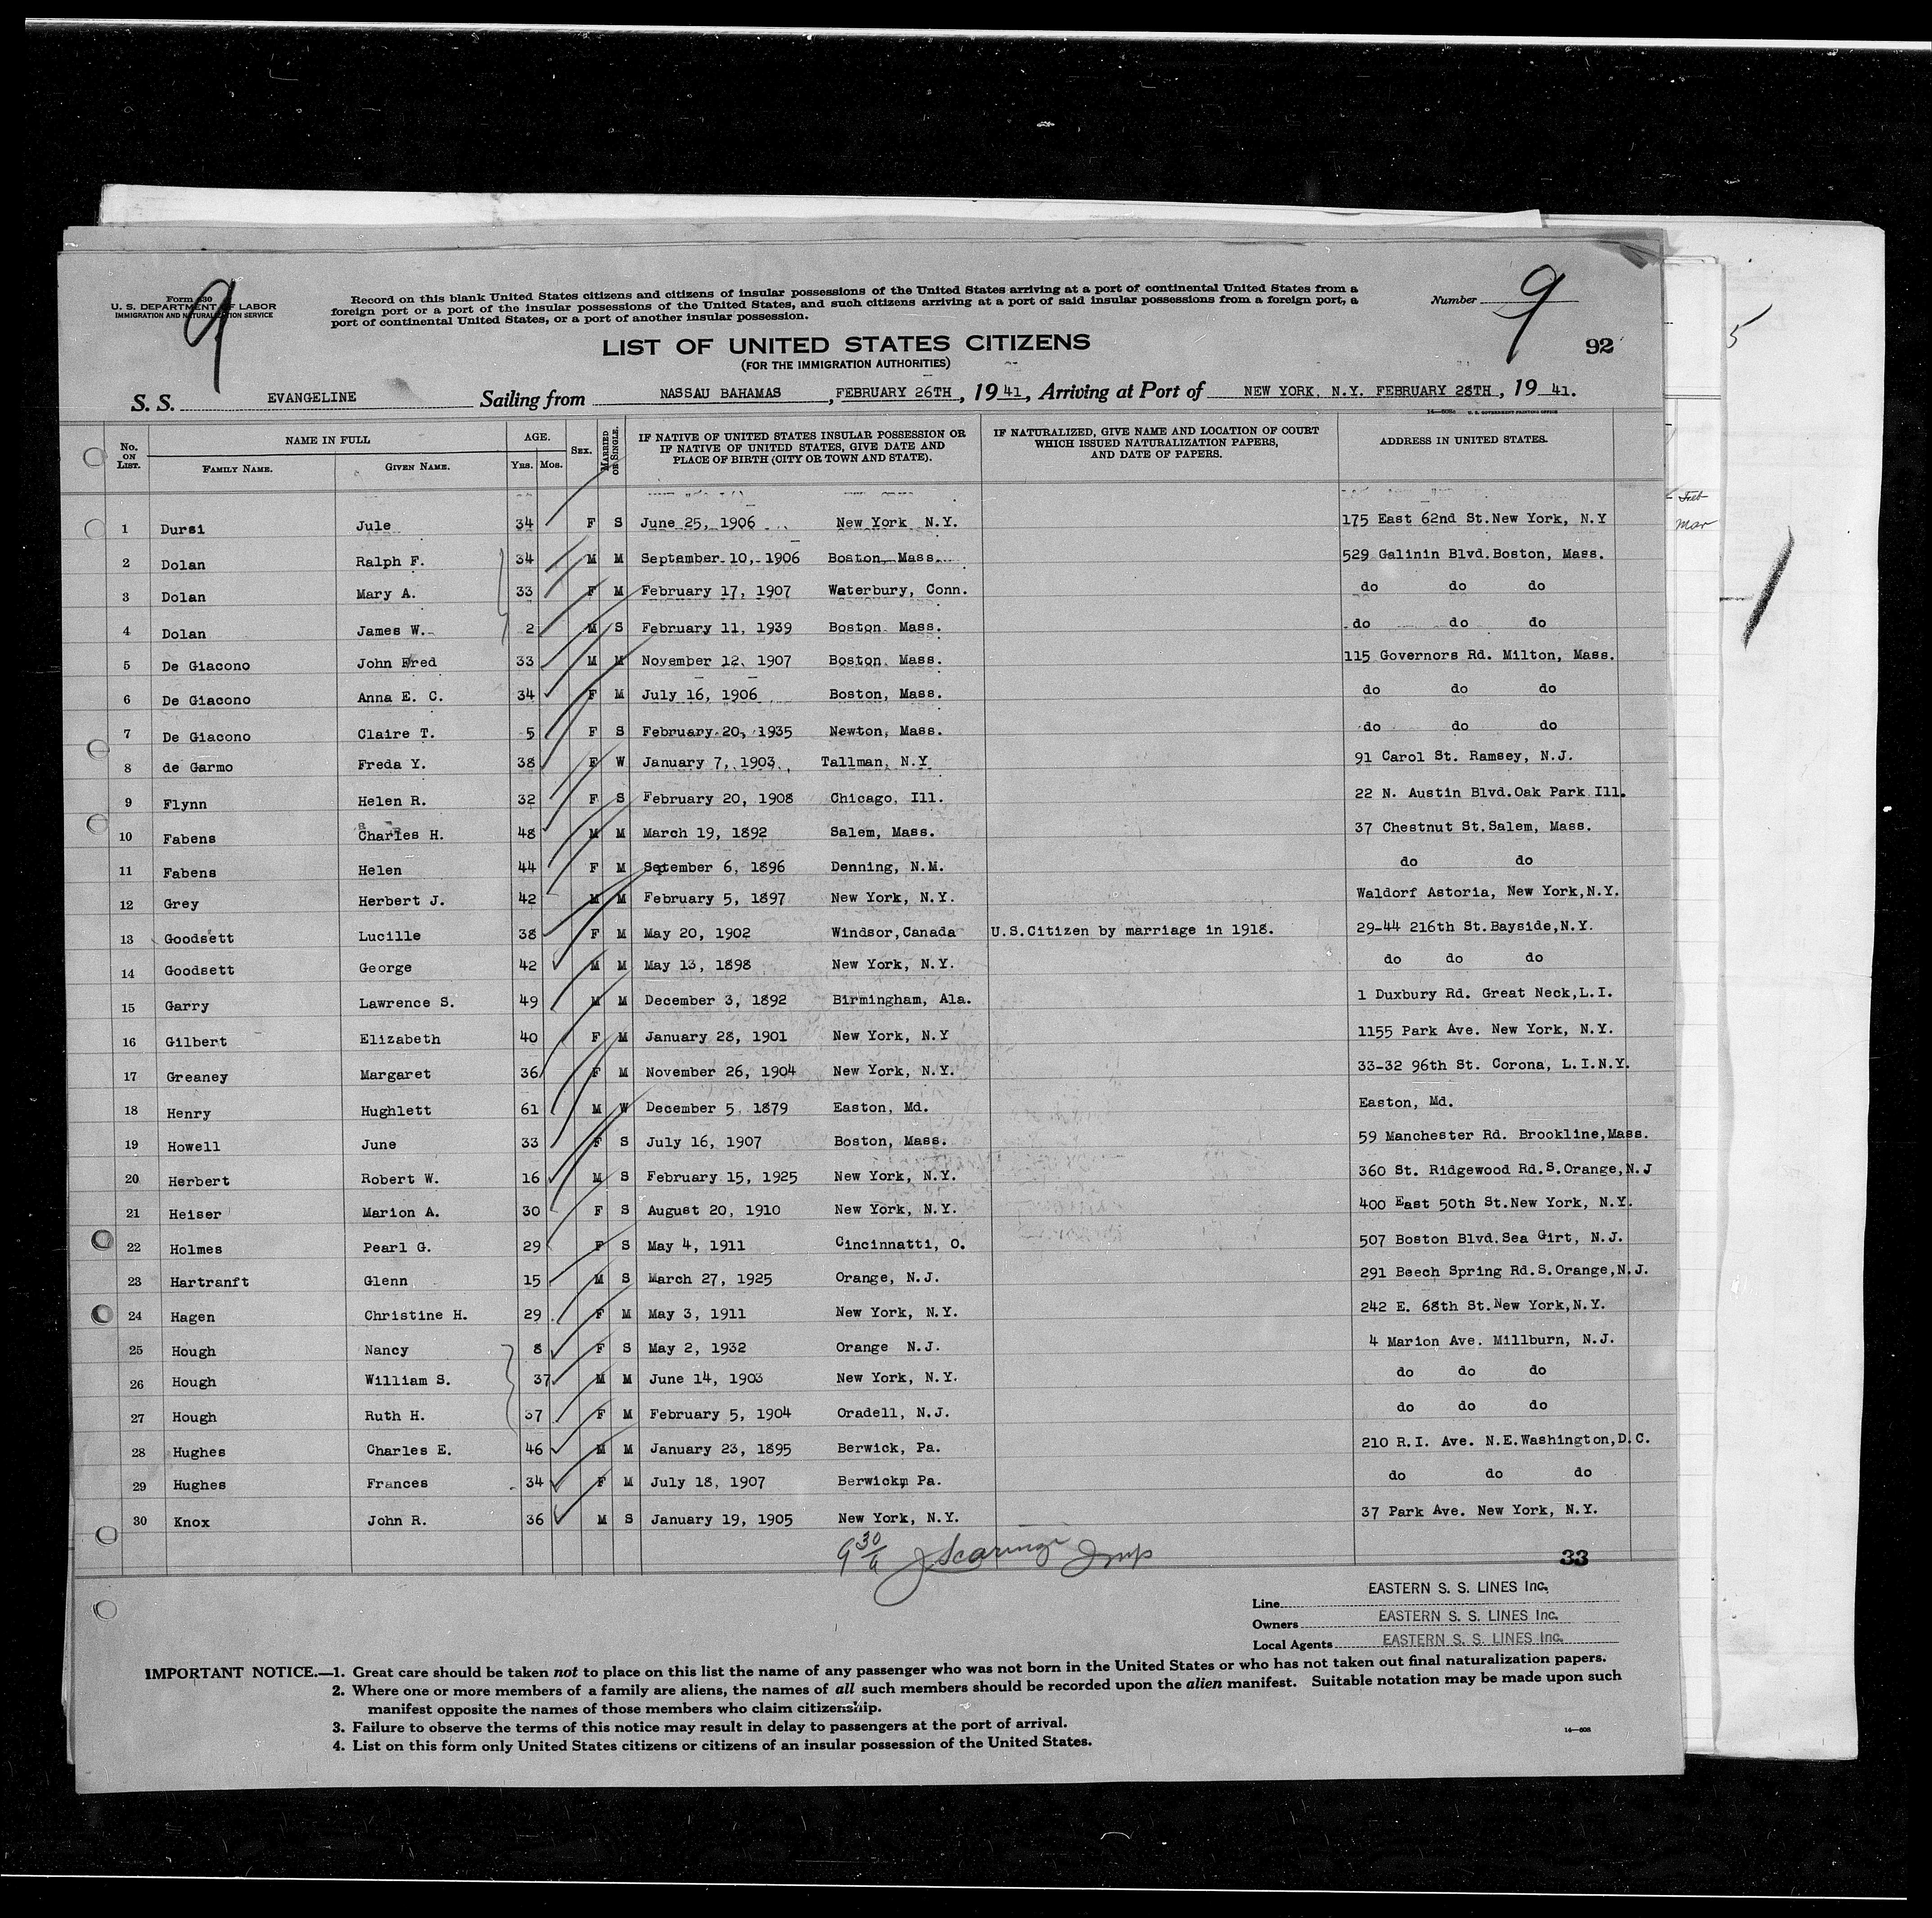 9
Form 630
U. S. DEPARTMENT OF LABOR
IMMIGRATION AND NATURALIZATION SERVICE
Record on this blank United States citizens and citizens of insular possessions of the United States arriving at a port of continental United States from a
foreign port or a port of the insular possessions of the United States, and such citizens arriving at a port of said insular possessions from a foreign port, a
port of continental United States, or a port of another insular possession.
Number 9
92
5
LIST OF UNITED STATES CITIZENS
(FOR THE IMMIGRATION AUTHORITIES)
S. S. EVANGELINE Sailing from NASSAU BAHAMAS, FEBRUARY 26TH, 19 41, Arriving at Port of NEW YORK, N.Y. FEBRUARY 28TH, 19 41.
U. S. GOVERNMENT PRINTING OFFICE
No. ON LIST. NAME IN FULL FAMILY NAME. GIVEN NAME. AGE. YRS. MOS. SEX. MARRIED OR SINGLE. IF NATIVE OF UNITED STATES INSULAR POSSESSION OR IF NATIVE OF UNITED STATES, GIVE DATE AND PLACE OF BIRTH (CITY OR TOWN AND STATE). IF NATURALIZED, GIVE NAME AND LOCATION OF COURT WHICH ISSUED NATURALIZATION PAPERS, AND DATE OF PAPERS. ADDRESS IN UNITED STATES.
1 Dursi Jule 34 F S June 25, 1906 New York N.Y. 175 East 62nd St.New York, N.Y
2 Dolan Ralph F. 34 M M September 10, 1906 Boston, Mass. 529 Galinin Blvd.Boston, Mass.
3 Dolan Mary A. 33 F M February 17, 1907 Waterbury, Conn. do do do
4 Dolan James W. 2 M S February 11, 1939 Boston Mass. do do do
5 De Giacono John Fred 33 M M November 12, 1907 Boston, Mass. 115 Governors Rd. Milton, Mass.
6 De Giacono Anna E. C. 34 F M July 16, 1906 Boston, Mass. do do do
7 De Giacono Claire T. 5 F S February 20, 1935 Newton, Mass. do do do
8 de Garmo Freda Y. 38 F W January 7, 1903, Tallman, N.Y 91 Carol St. Ramsey, N.J.
9 Flynn Helen R. 32 F S February 20, 1908 Chicago, Ill. 22 N. Austin Blvd.Oak Park Ill.
10 Fabens Charles H. 48 M M March 19, 1892 Salem, Mass. 37 Chestnut St.Salem, Mass.
11 Fabens Helen 44 F M September 6, 1896 Denning, N.M. do do
12 Grey Herbert J. 42 M M February 5, 1897 New York, N.Y. Waldorf Astoria, New York,N.Y.
13 Goodsett Lucille 38 F M May 20, 1902 Windsor,Canada U.S.Citizen by marriage in 1918. 29-44 216th St.Bayside,N.Y.
14 Goodsett George 42 M M May 13, 1898 New York, N.Y. do do do
15 Garry Lawrence S. 49 M M December 3, 1892 Birmingham, Ala. 1 Duxbury Rd. Great Neck,L.I.
16 Gilbert Elizabeth 40 F M January 28, 1901 New York, N.Y 1155 Park Ave. New York, N.Y.
17 Greaney Margaret 36 F M November 26, 1904 New York, N.Y. 33-32 96th St. Corona, L.I.N.Y.
18 Henry Hughlett 61 M W December 5, 1879 Easton, Md. Easton, Md.
19 Howell June 33 F S July 16, 1907 Boston, Mass. 59 Manchester Rd. Brookline,Mass.
20 Herbert Robert W. 16 M S February 15, 1925 New York, N.Y. 360 St. Ridgewood Rd.S.Orange,N.J
21 Heiser Marion A. 30 F S August 20, 1910 New York, N.Y. 400 East 50th St.New York, N.Y.
22 Holmes Pearl G. 29 F S May 4, 1911 Cincinnatti, O. 507 Boston Blvd.Sea Girt, N.J.
23 Hartranft Glenn 15 M S March 27, 1925 Orange, N.J. 291 Beech Spring Rd.S.Orange,N.J.
24 Hagen Christine H. 29 F M May 3, 1911 New York, N.Y. 242 E. 68th St.New York,N.Y.
25 Hough Nancy 8 F S May 2, 1932 Orange N.J. 4 Marion Ave. Millburn, N.J.
26 Hough William S. 37 M M June 14, 1903 New York, N.Y. do do do
27 Hough Ruth H. 37 F M February 5, 1904 Oradell, N.J. do do do
28 Hughes Charles E. 46 M M January 23, 1895 Berwick, Pa. 210 R.I. Ave. N.E.Washington,D.C.
29 Hughes Frances 34 F M July 18, 1907 Berwick, Pa. do do do
30 Knox John R. 36 M S January 19, 1905 New York, N.Y. 37 Park Ave. New York, N.Y.
33
Line EASTERN S. S. LINES Inc.
Owners EASTERN S. S. LINES Inc.
Local Agents EASTERN S. S. LINES Inc.
IMPORTANT NOTICE.—1. Great care should be taken not to place on this list the name of any passenger who was not born in the United States or who has not taken out final naturalization papers.
2. Where one or more members of a family are aliens, the names of all such members should be recorded upon the alien manifest. Suitable notation may be made upon such
manifest opposite the names of those members who claim citizenship.
3. Failure to observe the terms of this notice may result in delay to passengers at the port of arrival.
4. List on this form only United States citizens or citizens of an insular possession of the United States.
14—608